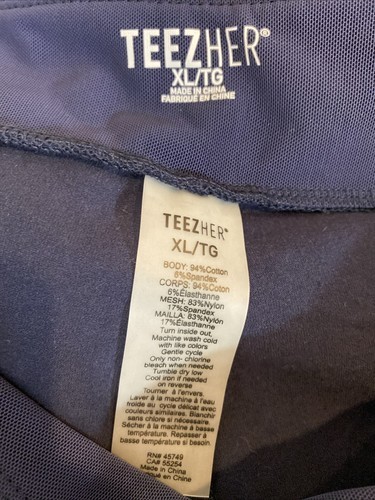 TEEZHER®
XL/TG
MADE IN CHINA
FABRIQUÉ EN CHINE
TEEZHER®
XL/TG
BODY: 94%Cotton
6%Spandex
CORPS: 94%Coton
6%Élasthanne
MESH: 83%Nylon
17%Spandex
MAILLA: 83%Nylon
17%Élasthanne
Turn inside out,
Machine wash cold
with like colors
Gentle cycle
Only non- chlorine
bleach when needed
Tumble dry low
Cool iron if needed
on reverse
Tourner à l'envers.
Laver à la machine à l'eau
froide au cycle délicat avec
couleurs similaires. Blanchir
sans chlore si nécessaire.
Sécher à la machine à basse
température. Repasser à
basse température si besoin.
RN# 45749
CA# 55254
Made in China
Fabriqué en Chine